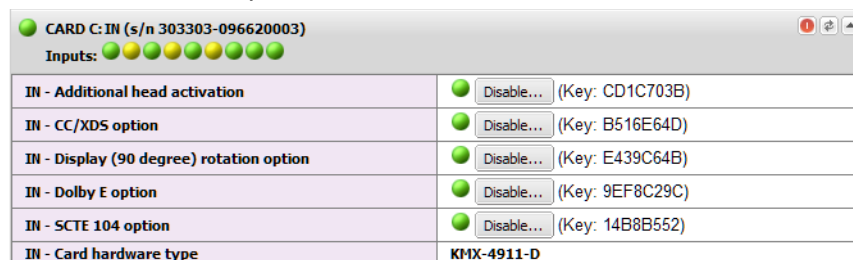 CARD C: IN (s/n 303303-096620003)
Inputs:
IN - Additional head activation Disable... (Key: CD1C703B)
IN - CC/XDS option Disable... (Key: B516E64D)
IN - Display (90 degree) rotation option Disable... (Key: E439C64B)
IN - Dolby E option Disable... (Key: 9EF8C29C)
IN - SCTE 104 option Disable... (Key: 14B8B552)
IN - Card hardware type KMX-4911-D